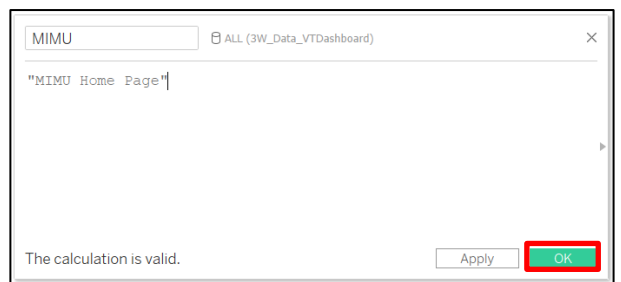 MIMU ALL (3W_Data_VTDashboard)
"MIMU Home Page"
The calculation is valid. Apply OK